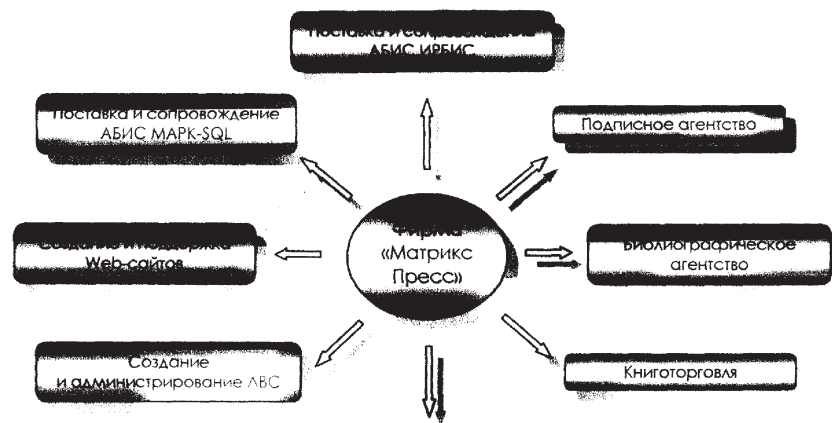 Поставка и сопровождение
АБИС ИРБИС
Поставка и сопровождение
АБИС МАРК-SQL
Подписное агентство
Фирма
«Матрикс
Пресс»
Создание и поддержка
Web-сайтов
Библиографическое
агентство
Создание
и администрирование ЛВС
Книготорговля